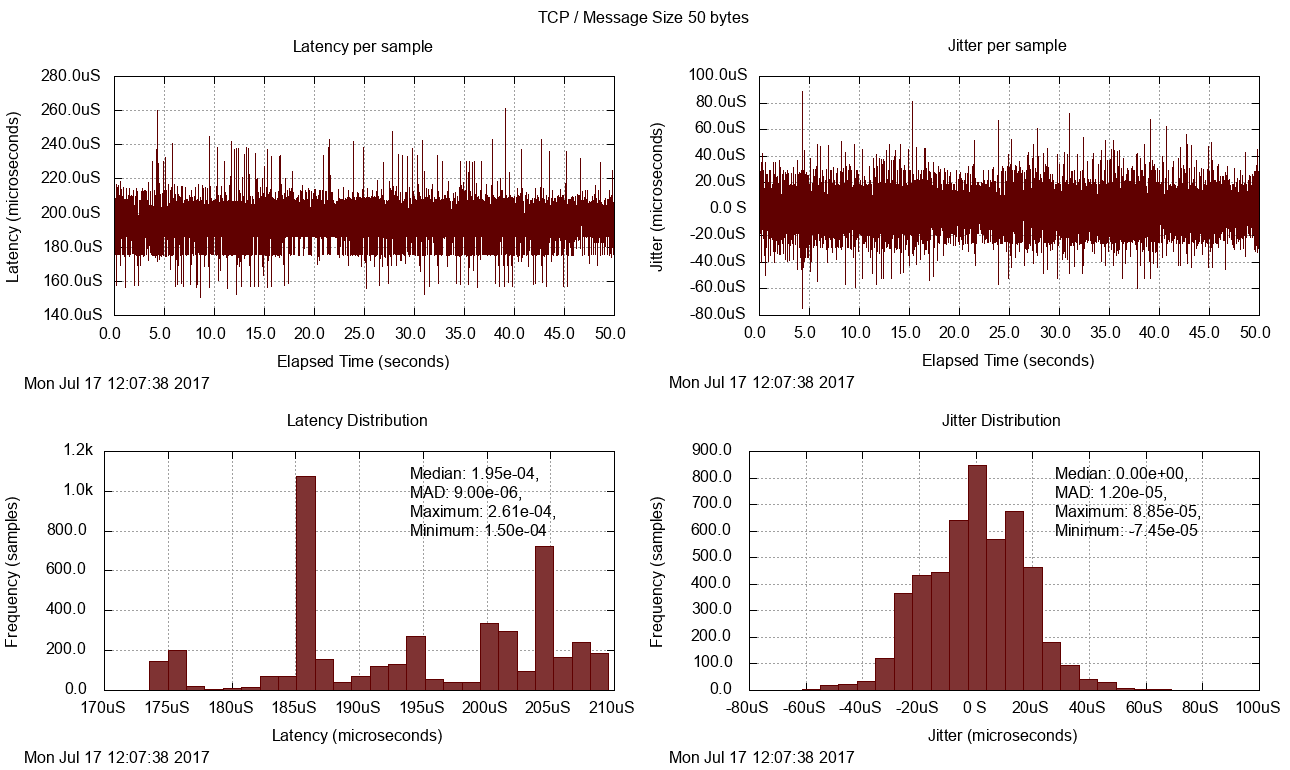 TCP / Message Size 50 bytes
Latency per sample
280.0uS
260.0uS
240.0uS
220.0uS
200.0uS
180.0uS
160.0uS
140.0uS
Latency (microseconds)
0.0 5.0 10.0 15.0 20.0 25.0 30.0 35.0 40.0 45.0 50.0
Elapsed Time (seconds)
Mon Jul 17 12:07:38 2017
Jitter per sample
100.0uS
80.0uS
60.0uS
40.0uS
20.0uS
0.0 S
-20.0uS
-40.0uS
-60.0uS
-80.0uS
Jitter (microseconds)
0.0 5.0 10.0 15.0 20.0 25.0 30.0 35.0 40.0 45.0 50.0
Elapsed Time (seconds)
Mon Jul 17 12:07:38 2017
Latency Distribution
1.2k
1.0k
800.0
600.0
400.0
200.0
0.0
Frequency (samples)
Median: 1.95e-04,
MAD: 9.00e-06,
Maximum: 2.61e-04,
Minimum: 1.50e-04
170uS 175uS 180uS 185uS 190uS 195uS 200uS 205uS 210uS
Latency (microseconds)
Mon Jul 17 12:07:38 2017
Jitter Distribution
900.0
800.0
700.0
600.0
500.0
400.0
300.0
200.0
100.0
0.0
Frequency (samples)
Median: 0.00e+00,
MAD: 1.20e-05,
Maximum: 8.85e-05,
Minimum: -7.45e-05
-80uS -60uS -40uS -20uS 0 S 20uS 40uS 60uS 80uS 100uS
Jitter (microseconds)
Mon Jul 17 12:07:38 2017